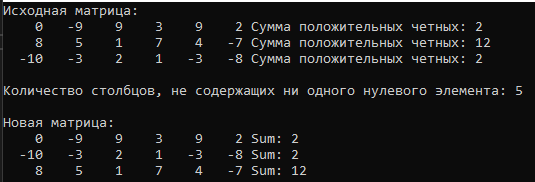 Исходная матрица:
0 -9 9 3 9 2 Сумма положительных четных: 2
8 5 1 7 4 -7 Сумма положительных четных: 12
-10 -3 2 1 -3 -8 Сумма положительных четных: 2
Количество столбцов, не содержащих ни одного нулевого элемента: 5
Новая матрица:
0 -9 9 3 9 2 Sum: 2
-10 -3 2 1 -3 -8 Sum: 2
8 5 1 7 4 -7 Sum: 12